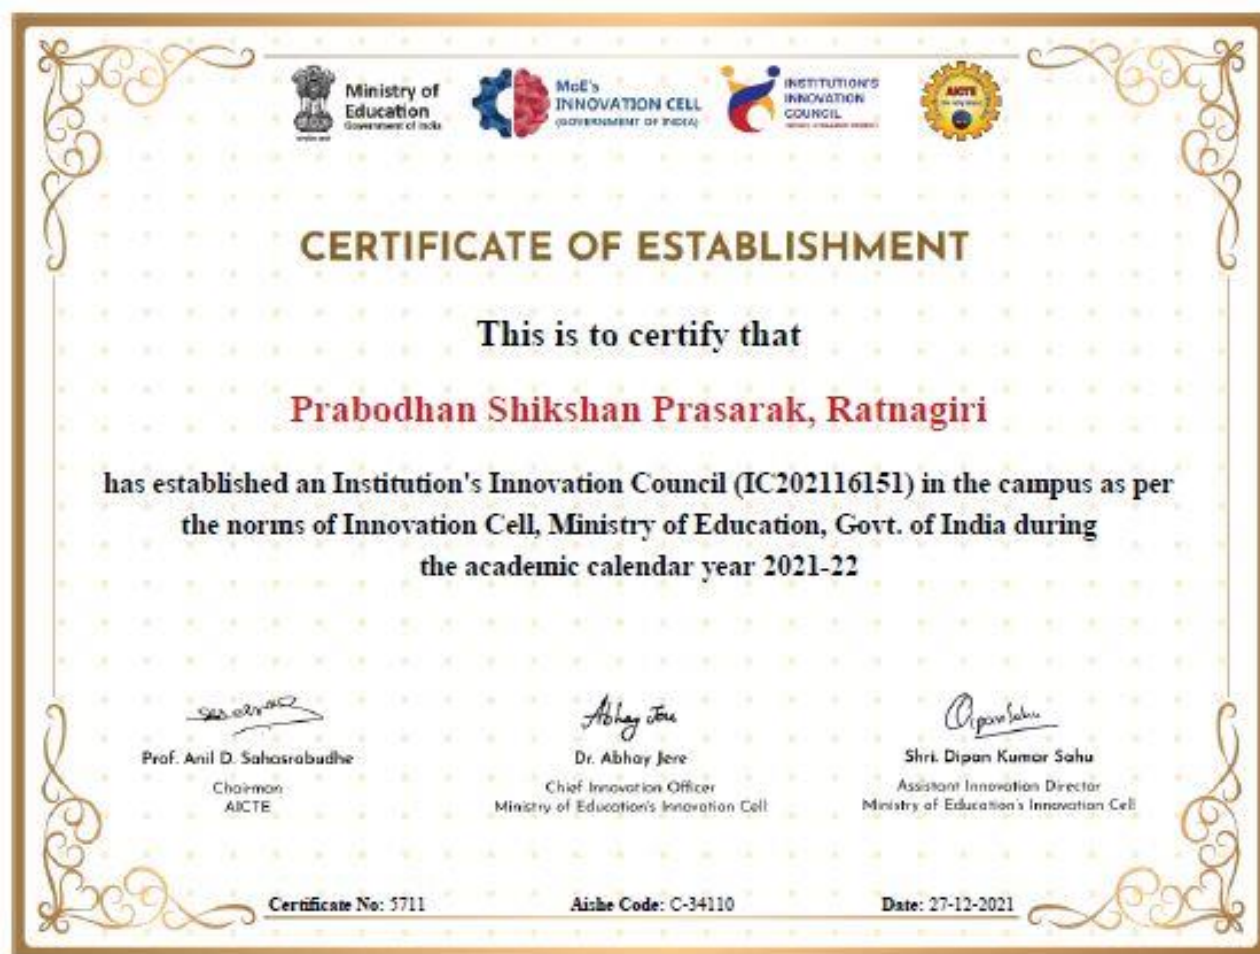 Ministry of
Education
Government of India
MoE's
INNOVATION CELL
(GOVERNMENT OF INDIA)
INSTITUTION'S
INNOVATION
COUNCIL
AICTE
CERTIFICATE OF ESTABLISHMENT
This is to certify that
Prabodhan Shikshan Prasarak, Ratnagiri
has established an Institution's Innovation Council (IC202116151) in the campus as per
the norms of Innovation Cell, Ministry of Education, Govt. of India during
the academic calendar year 2021-22
Abhay Jere
Dipan Sahu
Prof. Anil D. Sahasrabudhe
Dr. Abhay Jere
Shri. Dipan Kumar Sahu
Chairman
AICTE
Chief Innovation Officer
Ministry of Education's Innovation Cell
Assistant Innovation Director
Ministry of Education's Innovation Cell
Certificate No: 5711
Aishe Code: C-34110
Date: 27-12-2021